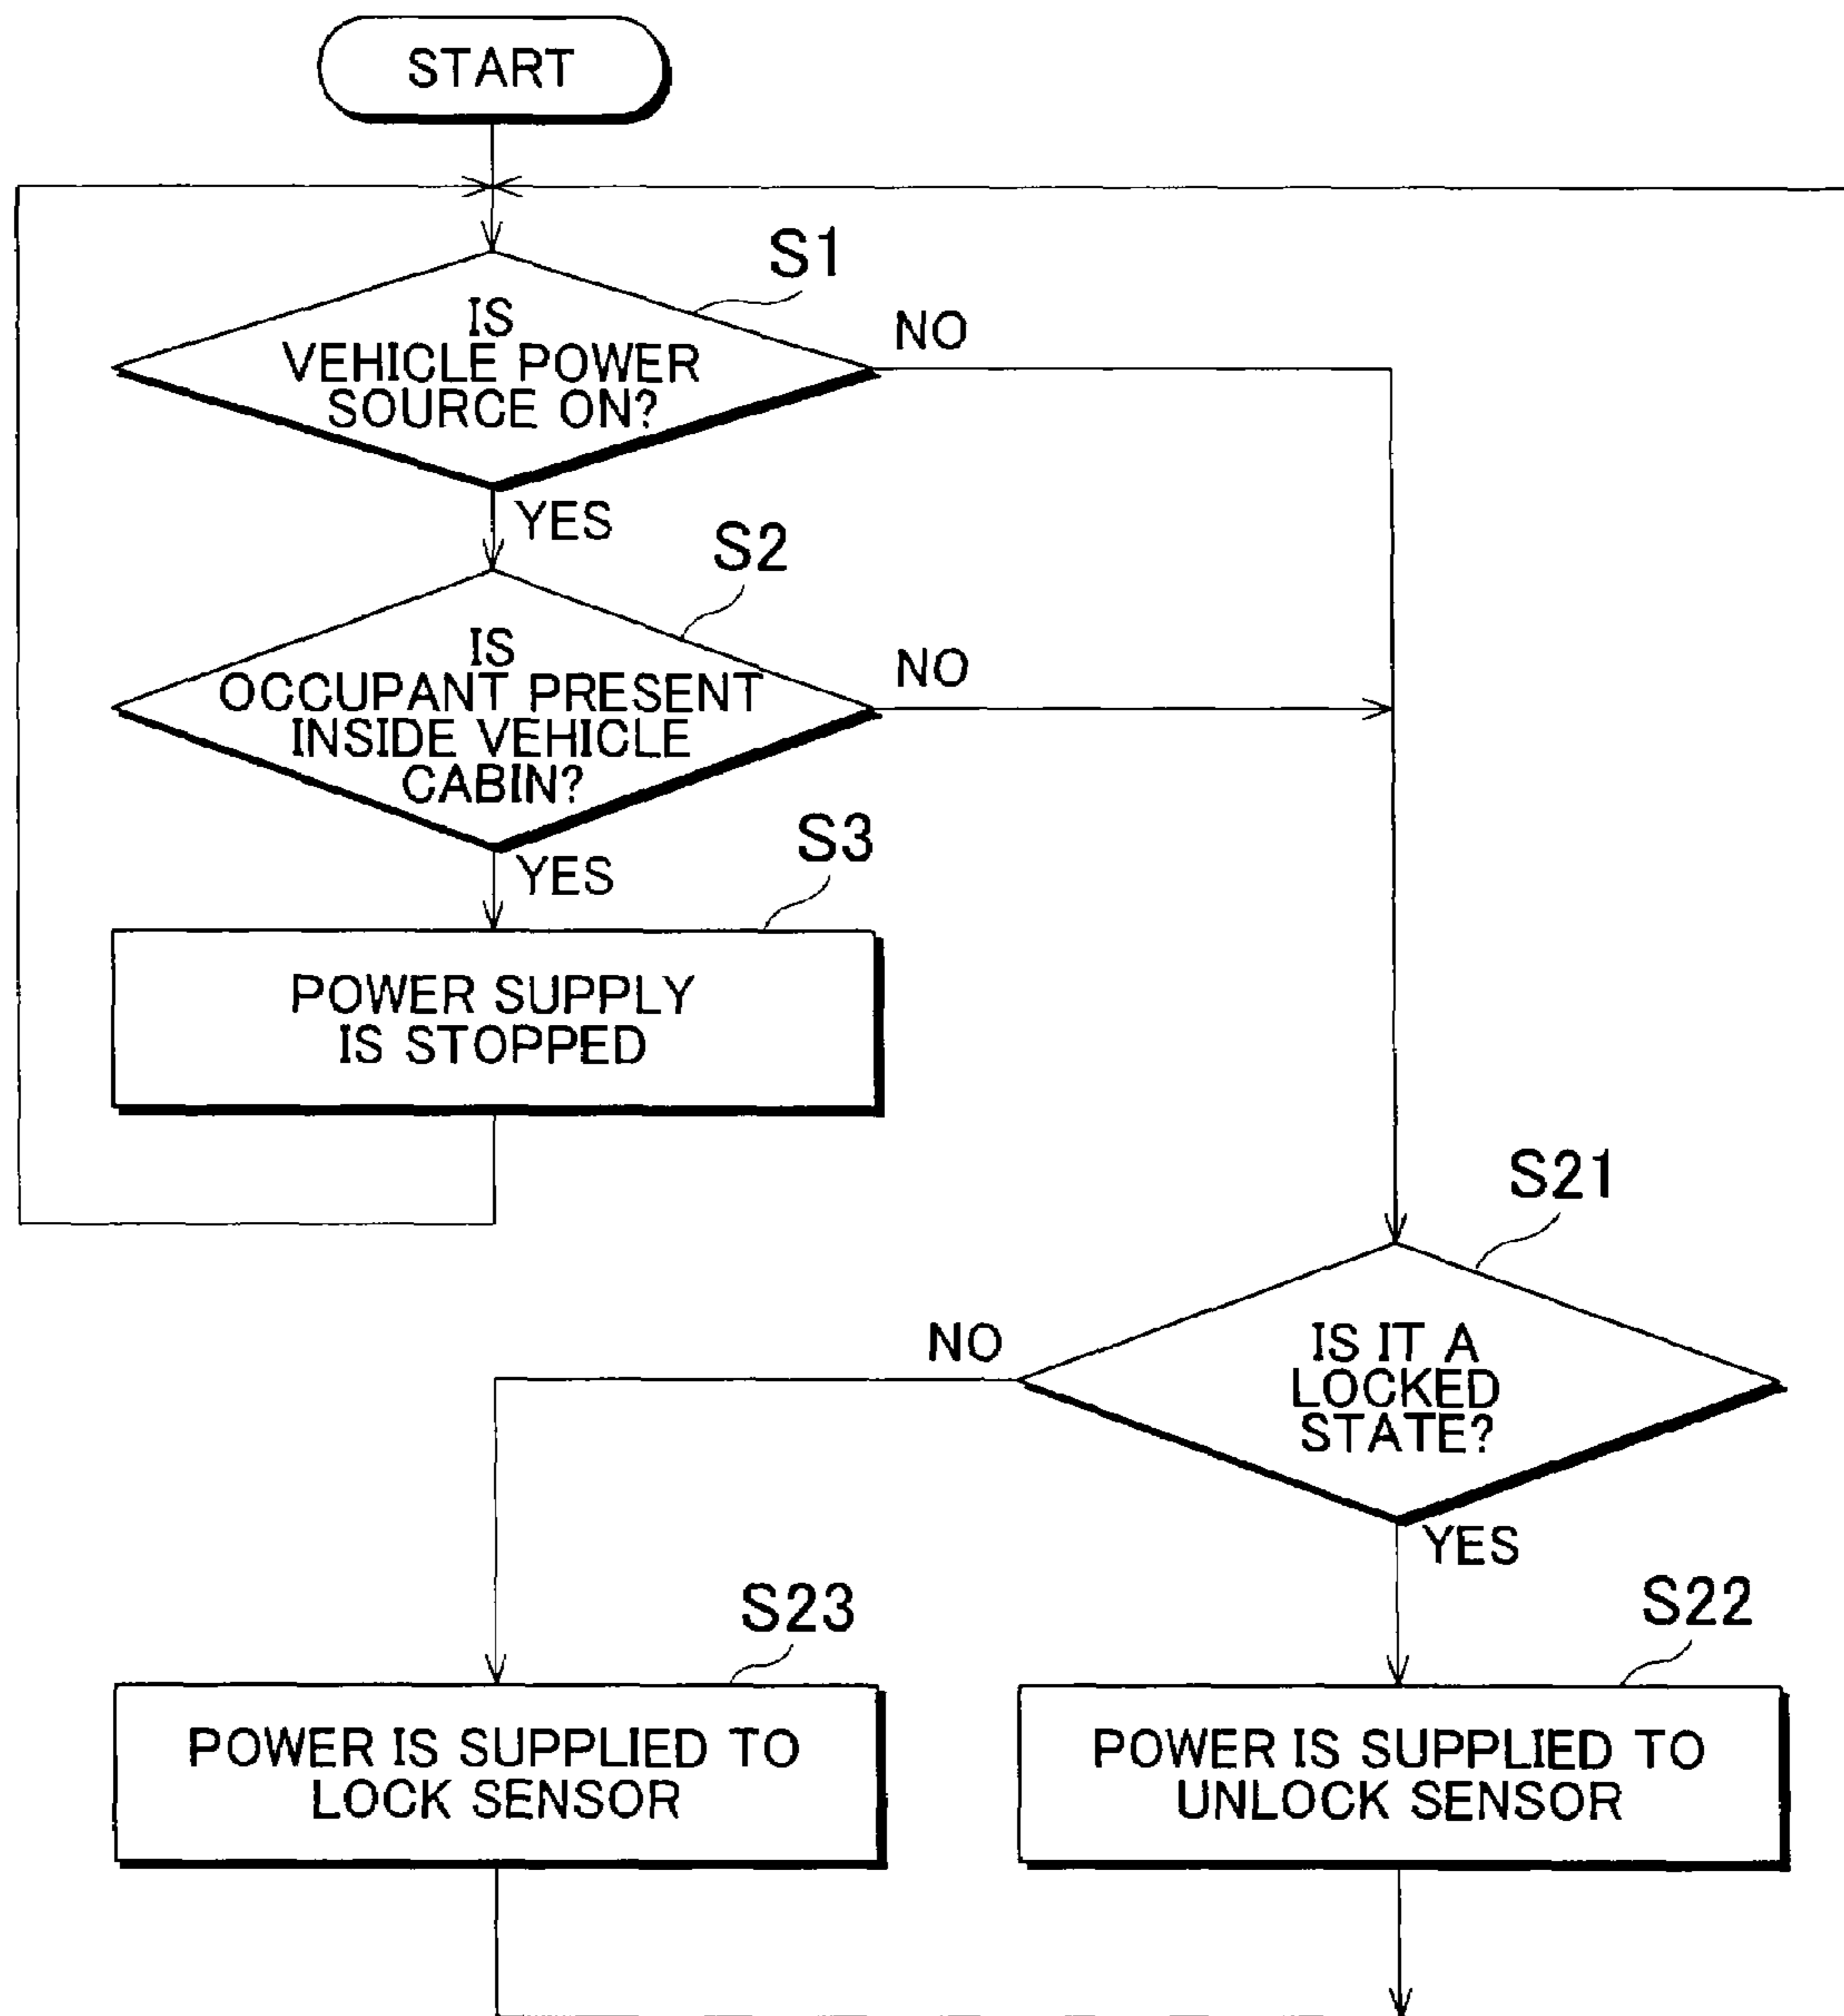 START
S1
IS
VEHICLE POWER
SOURCE ON?
NO
YES
S2
IS
OCCUPANT PRESENT
INSIDE VEHICLE
CABIN?
NO
YES
S3
POWER SUPPLY
IS STOPPED
S21
IS IT A
LOCKED
STATE?
NO
YES
S23
POWER IS SUPPLIED TO
LOCK SENSOR
S22
POWER IS SUPPLIED TO
UNLOCK SENSOR